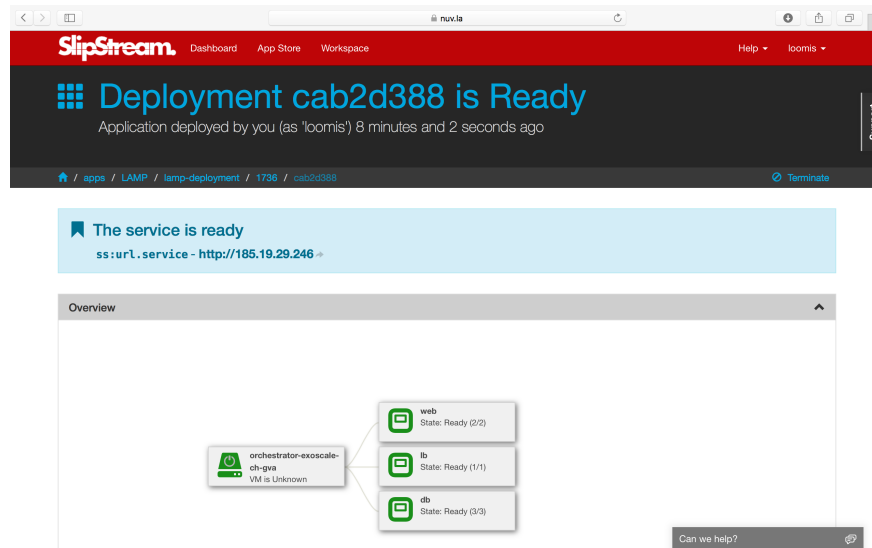 nuv.la
SlipStream. Dashboard App Store Workspace Help loomis
Deployment cab2d388 is Ready
Application deployed by you (as 'loomis') 8 minutes and 2 seconds ago
Support
/ apps / LAMP / lamp-deployment / 1736 / cab2d388 Terminate
The service is ready
ss:url.service - http://185.19.29.246
Overview
web
State: Ready (2/2)
orchestrator-exoscale-
ch-gva
VM is Unknown
lb
State: Ready (1/1)
db
State: Ready (3/3)
Can we help?